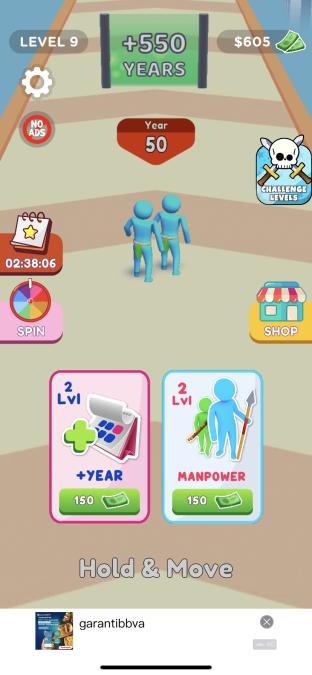 LEVEL 9
+550
YEARS
$605
NO
ADS
Year
50
CHALLENGE
LEVELS
02:38:06
SPIN
SHOP
2
Lvl
+YEAR
150
2
Lvl
MANPOWER
150
Hold & Move
garantibbva